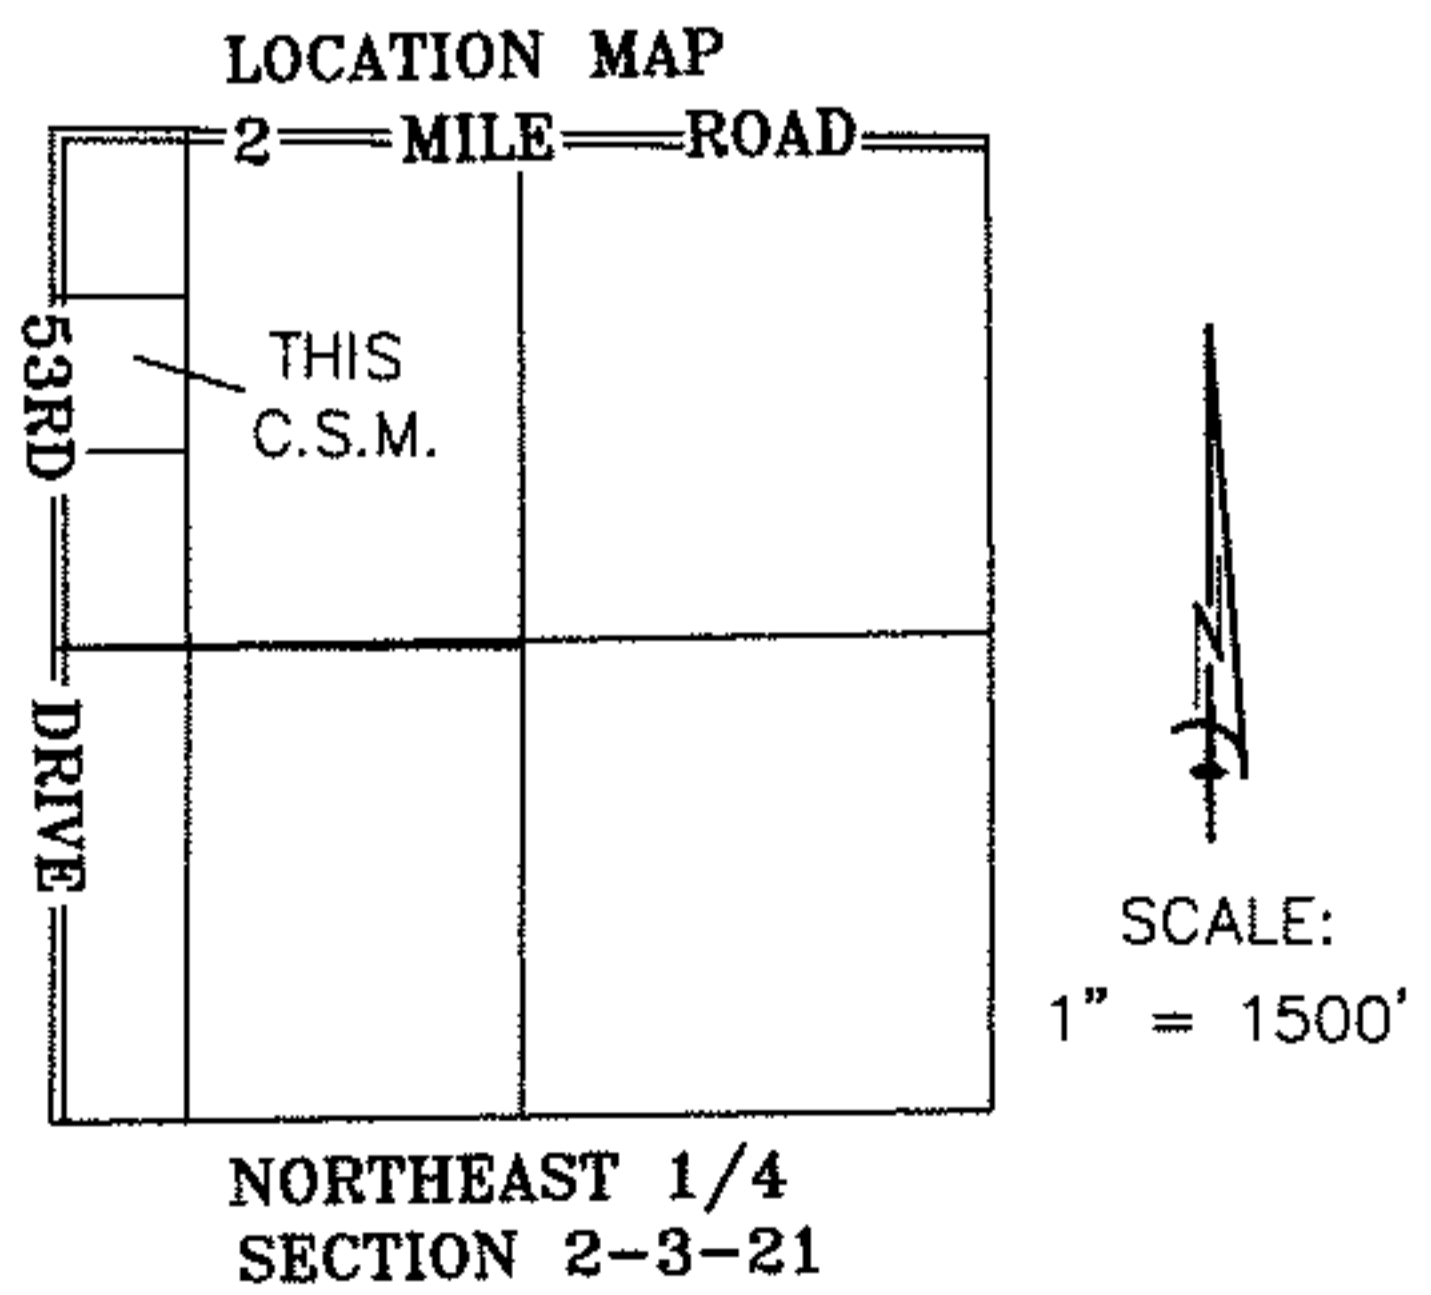 LOCATION MAP
2 MILE ROAD
53RD DRIVE
THIS
C.S.M.
N
SCALE:
1" = 1500'
NORTHEAST 1/4
SECTION 2-3-21